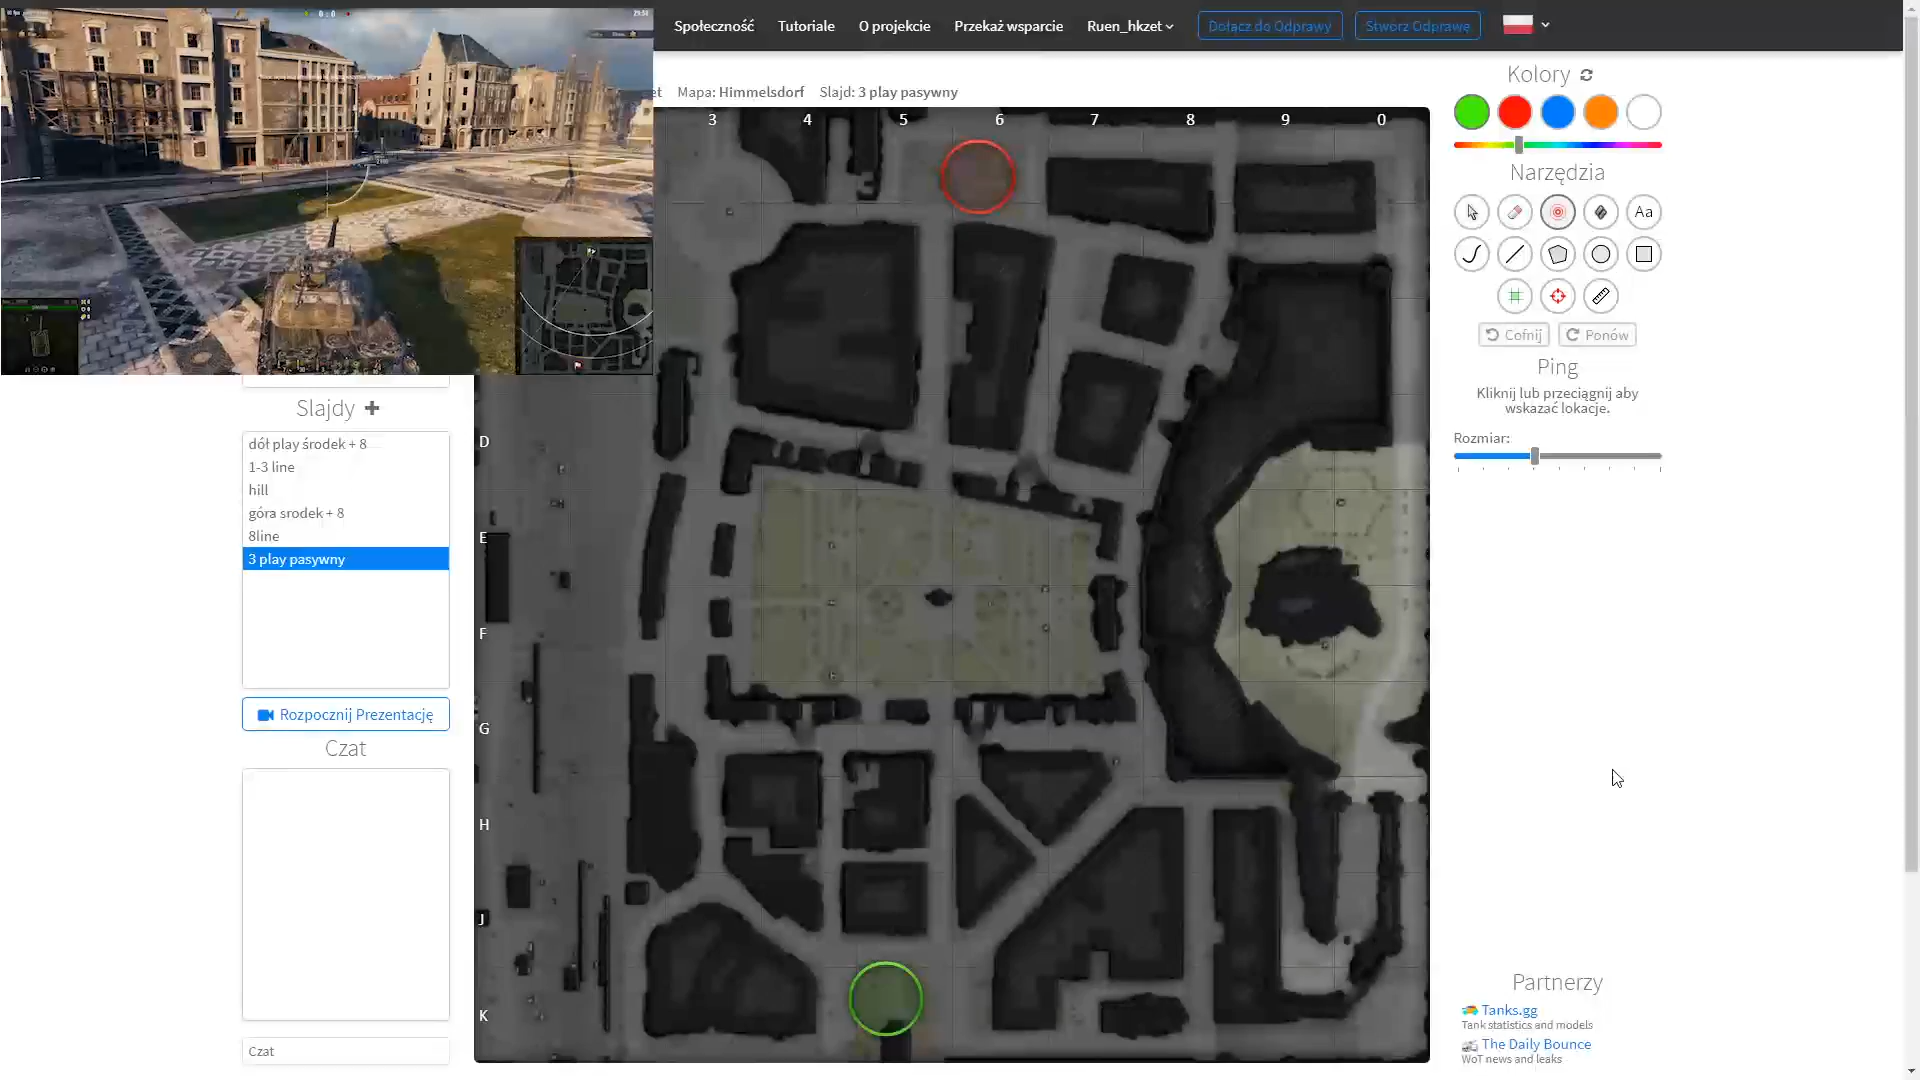 Społeczność Tutoriale O projekcie Przekaż wsparcie Ruen_hkzet Dołącz do Odprawy Stwórz Odprawę
et Mapa: Himmelsdorf Slajd: 3 play pasywny
3 4 5 6 7 8 9 0
D
E
F
G
H
J
K
Slajdy
dół play środek + 8
1-3 line
hill
góra srodek + 8
8line
3 play pasywny
Rozpocznij Prezentację
Czat
Czat
Kolory
Narzędzia
Aa
Cofnij Ponów
Ping
Kliknij lub przeciągnij aby
wskazać lokacje.
Rozmiar:
Partnerzy
Tanks.gg
Tank statistics and models
The Daily Bounce
WoT news and leaks